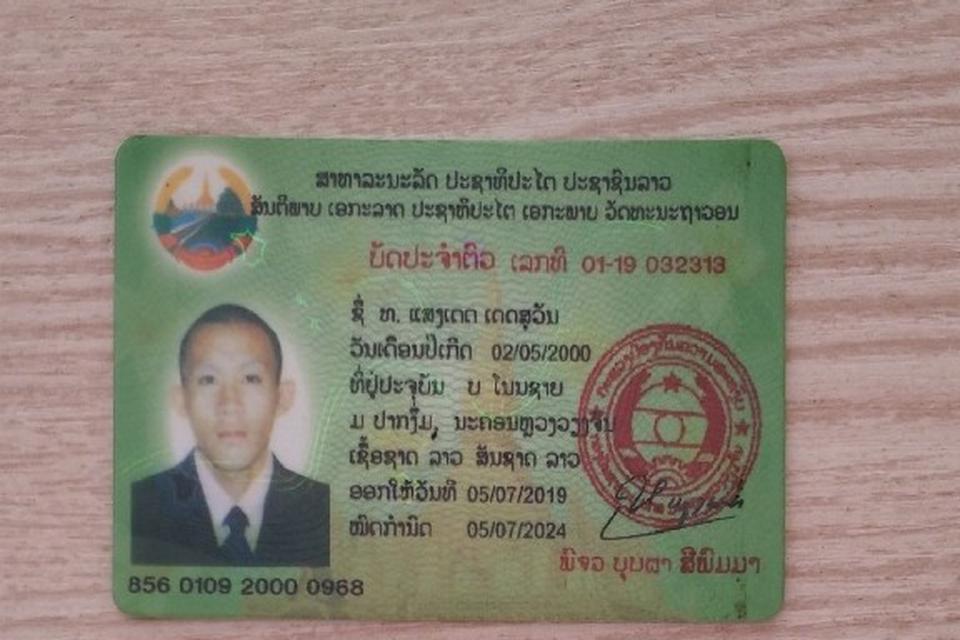 ສາທາລະນະລັດ ປະຊາທິປະໄຕ ປະຊາຊົນລາວ
ສັນຕິພາບ ເອກະລາດ ປະຊາທິປະໄຕ ເອກະພາບ ວັດທະນະຖາວອນ
ບັດປະຈຳຕົວ ເລກທີ 01-19 032313
ຊື່ ທ. ແສງເດດ ເດດສຸວັນ
ວັນເດືອນປີເກີດ 02/05/2000
ທີ່ຢູ່ປະຈຸບັນ ບ ໂນນຊາຍ
ມ ປາກງື່ມ, ນະຄອນຫຼວງວຽງຈັນ
ເຊື້ອຊາດ ລາວ ສັນຊາດ ລາວ
ອອກໃຫ້ວັນທີ 05/07/2019
ໝົດກຳນົດ 05/07/2024
ພົຈວ ບຸບຜາ ສີພົມມາ
856 0109 2000 0968